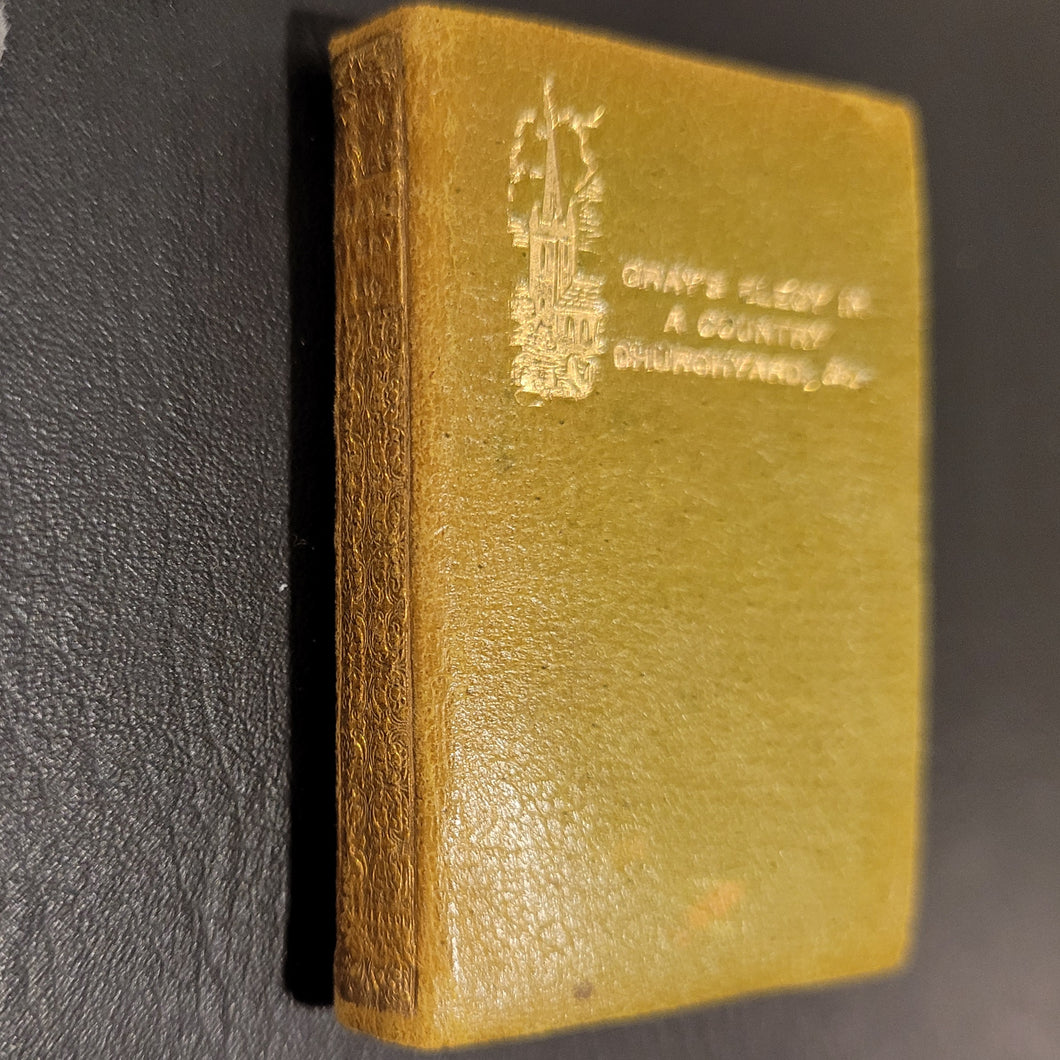 GRAY'S ELEGY IN
A COUNTRY
CHURCHYARD, &c.